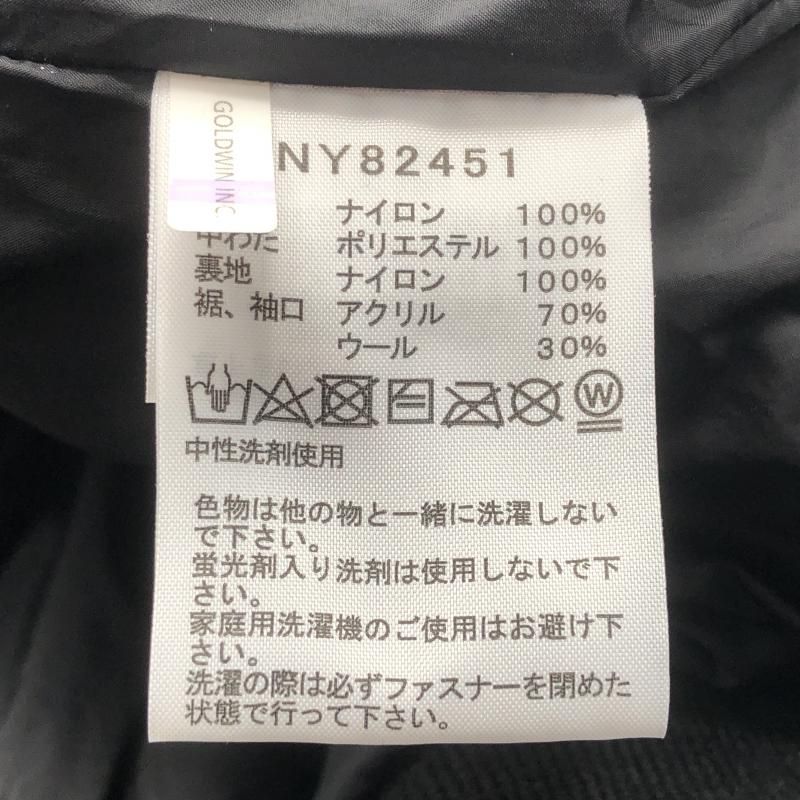 GOLDWIN INC.
NY82451
ナイロン 100%
中わた ポリエステル 100%
裏地 ナイロン 100%
裾、袖口 アクリル 70%
ウール 30%
W
中性洗剤使用
色物は他の物と一緒に洗濯しない
で下さい。
蛍光剤入り洗剤は使用しないで下
さい。
家庭用洗濯機のご使用はお避け下
さい。
洗濯の際は必ずファスナーを閉めた
状態で行って下さい。